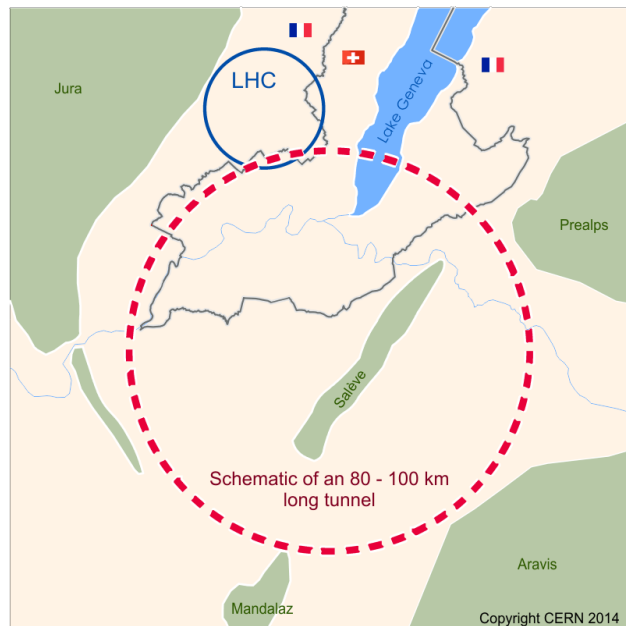 LHC
Jura
Lake Geneva
Prealps
Salève
Schematic of an 80 - 100 km
long tunnel
Aravis
Mandalaz
Copyright CERN 2014